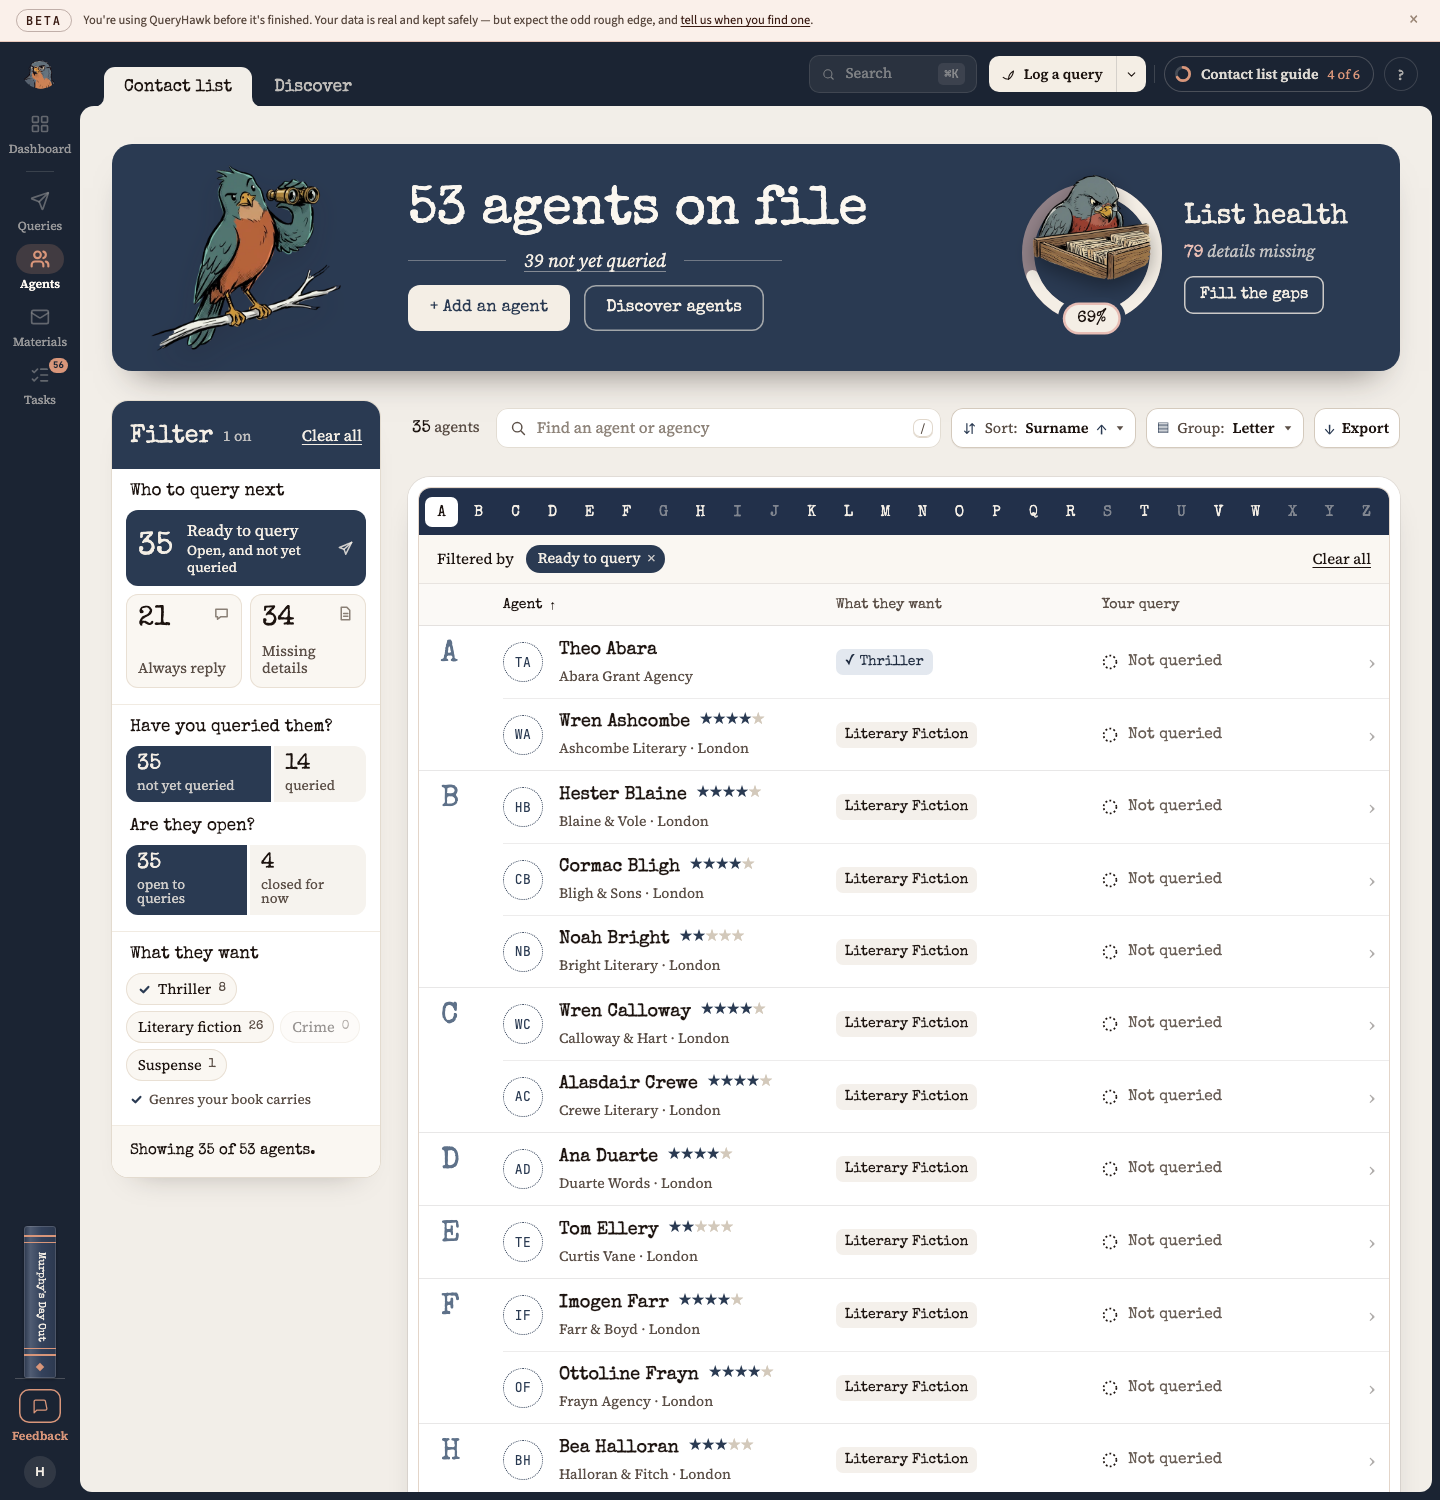 BETA You're using QueryHawk before it's finished. Your data is real and kept safely — but expect the odd rough edge, and tell us when you find one. ×
Contact list Discover Search ⌘K Log a query Contact list guide 4 of 6 ?
Dashboard
Queries
Agents
Materials
56
Tasks
Murphy's Day Out
Feedback
H
53 agents on file
39 not yet queried
+ Add an agent Discover agents
69%
List health
79 details missing
Fill the gaps
Filter 1 on Clear all
Who to query next
35 Ready to query
Open, and not yet
queried
21
Always reply
34
Missing
details
Have you queried them?
35
not yet queried
14
queried
Are they open?
35
open to
queries
4
closed for
now
What they want
✓ Thriller 8
Literary fiction 26 Crime 0
Suspense 1
✓ Genres your book carries
Showing 35 of 53 agents.
35 agents Find an agent or agency / Sort: Surname ↑ Group: Letter ↓ Export
A B C D E F G H I J K L M N O P Q R S T U V W X Y Z
Filtered by Ready to query × Clear all
Agent ↑ What they want Your query
A TA Theo Abara ✓ Thriller Not queried
Abara Grant Agency
WA Wren Ashcombe ★★★★★ Literary Fiction Not queried
Ashcombe Literary · London
B HB Hester Blaine ★★★★★ Literary Fiction Not queried
Blaine & Vole · London
CB Cormac Bligh ★★★★★ Literary Fiction Not queried
Bligh & Sons · London
NB Noah Bright ★★★★★ Literary Fiction Not queried
Bright Literary · London
C WC Wren Calloway ★★★★★ Literary Fiction Not queried
Calloway & Hart · London
AC Alasdair Crewe ★★★★★ Literary Fiction Not queried
Crewe Literary · London
D AD Ana Duarte ★★★★★ Literary Fiction Not queried
Duarte Words · London
E TE Tom Ellery ★★★★★ Literary Fiction Not queried
Curtis Vane · London
F IF Imogen Farr ★★★★★ Literary Fiction Not queried
Farr & Boyd · London
OF Ottoline Frayn ★★★★★ Literary Fiction Not queried
Frayn Agency · London
H BH Bea Halloran ★★★★★ Literary Fiction Not queried
Halloran & Fitch · London